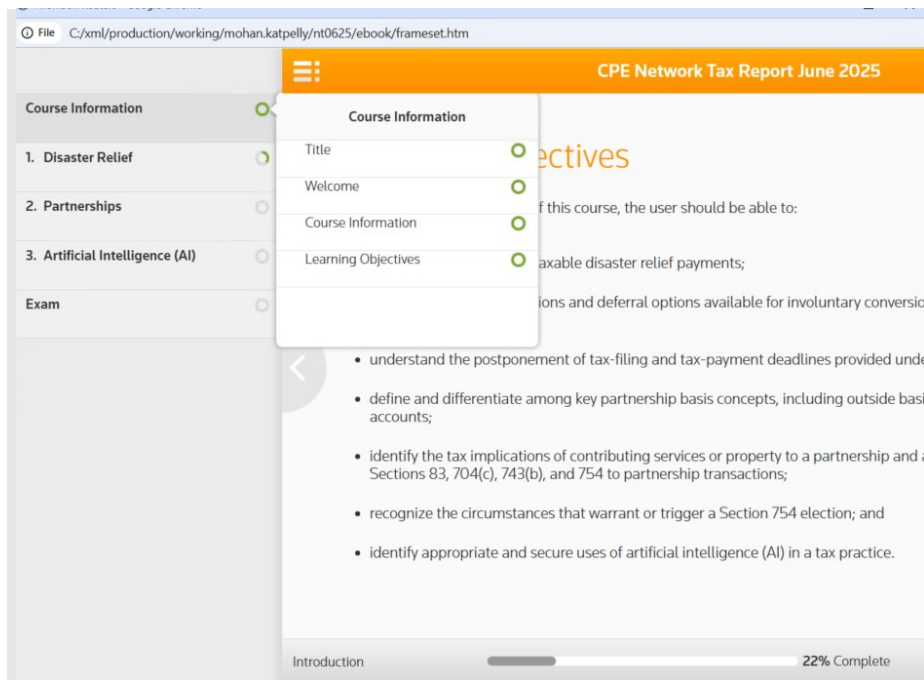 File C:/xml/production/working/mohan.katpelly/nt0625/ebook/frameset.htm
CPE Network Tax Report June 2025
Course Information
1. Disaster Relief
2. Partnerships
3. Artificial Intelligence (AI)
Exam
Course Information
Title
Welcome
Course Information
Learning Objectives
ectives
f this course, the user should be able to:
axable disaster relief payments;
ions and deferral options available for involuntary conversio
• understand the postponement of tax-filing and tax-payment deadlines provided unde
• define and differentiate among key partnership basis concepts, including outside basi
accounts;
• identify the tax implications of contributing services or property to a partnership and a
Sections 83, 704(c), 743(b), and 754 to partnership transactions;
• recognize the circumstances that warrant or trigger a Section 754 election; and
• identify appropriate and secure uses of artificial intelligence (AI) in a tax practice.
Introduction
22% Complete